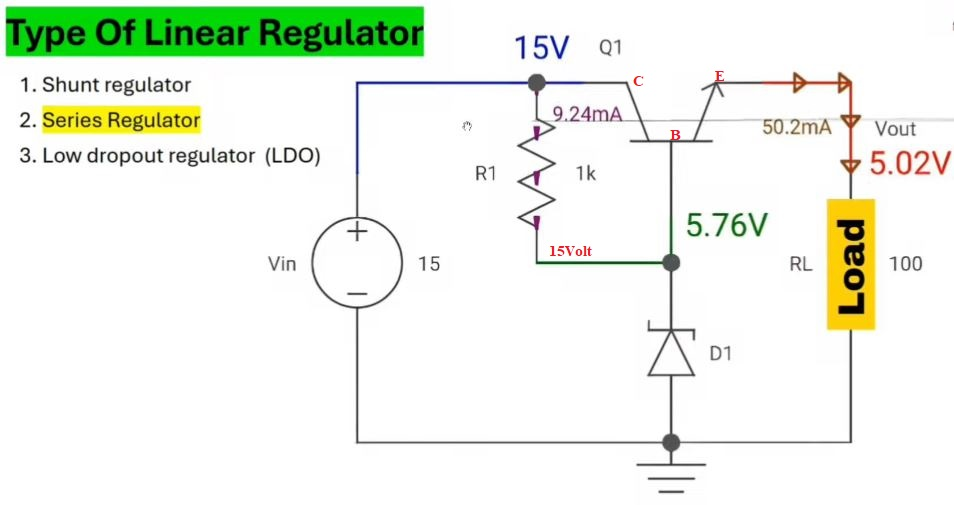 Type Of Linear Regulator
1. Shunt regulator
2. Series Regulator
3. Low dropout regulator (LDO)
15V
Q1
C
E
B
9.24mA
50.2mA
Vout
5.02V
R1
1k
5.76V
15Volt
Vin
+
−
15
RL
Load
100
D1